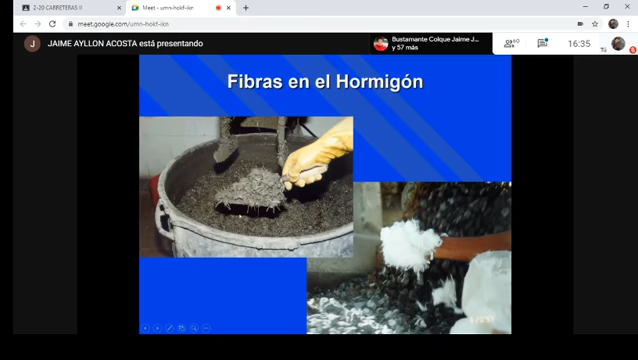 2-20 CARRETERAS II
Meet - umn-hokf-ikn
meet.google.com/umn-hokf-ikn
JAIME AYLLON ACOSTA está presentando
Bustamante Colque Jaime J...
y 57 más
60
16:35
J
Fibras en el Hormigón